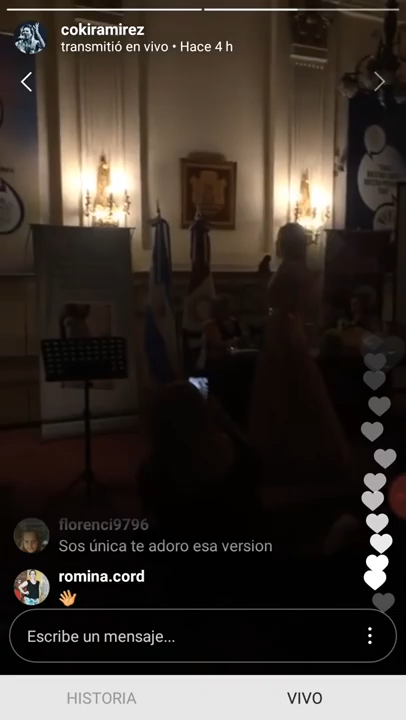 cokiramirez
transmitió en vivo • Hace 4 h
florenci9796
Sos única te adoro esa version
romina.cord
👋
Escribe un mensaje...
HISTORIA
VIVO